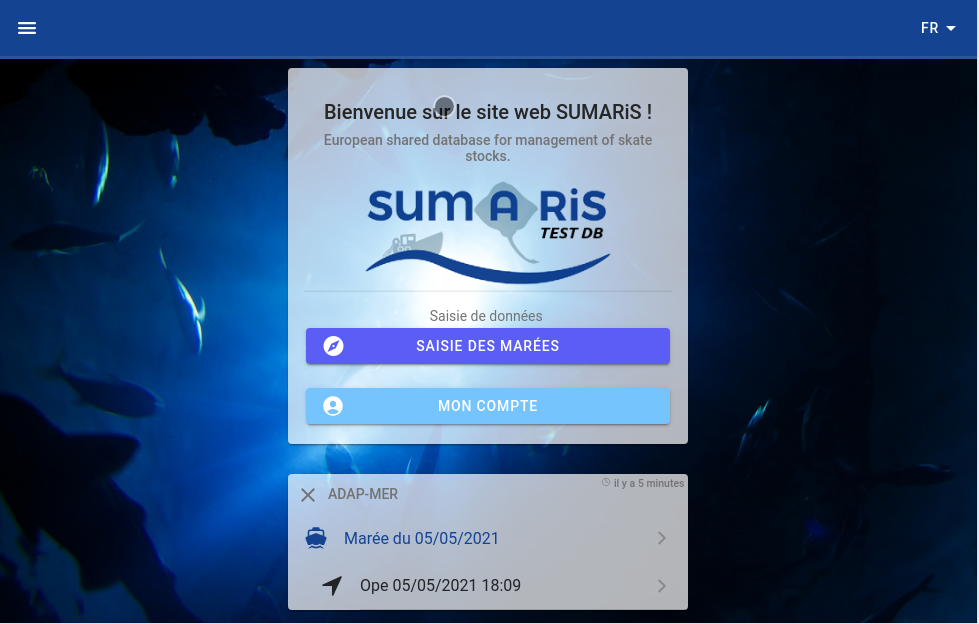 FR
Bienvenue sur le site web SUMARiS !
European shared database for management of skate
stocks.
sumARiS
TEST DB
Saisie de données
SAISIE DES MARÉES
MON COMPTE
il y a 5 minutes
ADAP-MER
Marée du 05/05/2021
Ope 05/05/2021 18:09